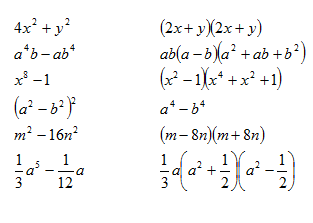 4x² + y² (2x + y)(2x + y)
a⁴b − ab⁴ ab(a − b)(a² + ab + b²)
x⁸ − 1 (x² − 1)(x⁴ + x² + 1)
(a² − b²)² a⁴ − b⁴
m² − 16n² (m − 8n)(m + 8n)
1/3 a⁵ − 1/12 a 1/3 a(a² + 1/2)(a² − 1/2)